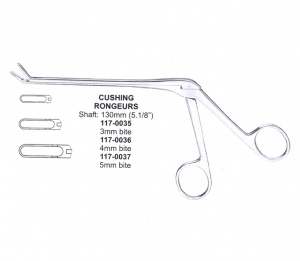 CUSHING
RONGEURS
Shaft: 130mm (5.1/8")
117-0035
3mm bite
117-0036
4mm bite
117-0037
5mm bite